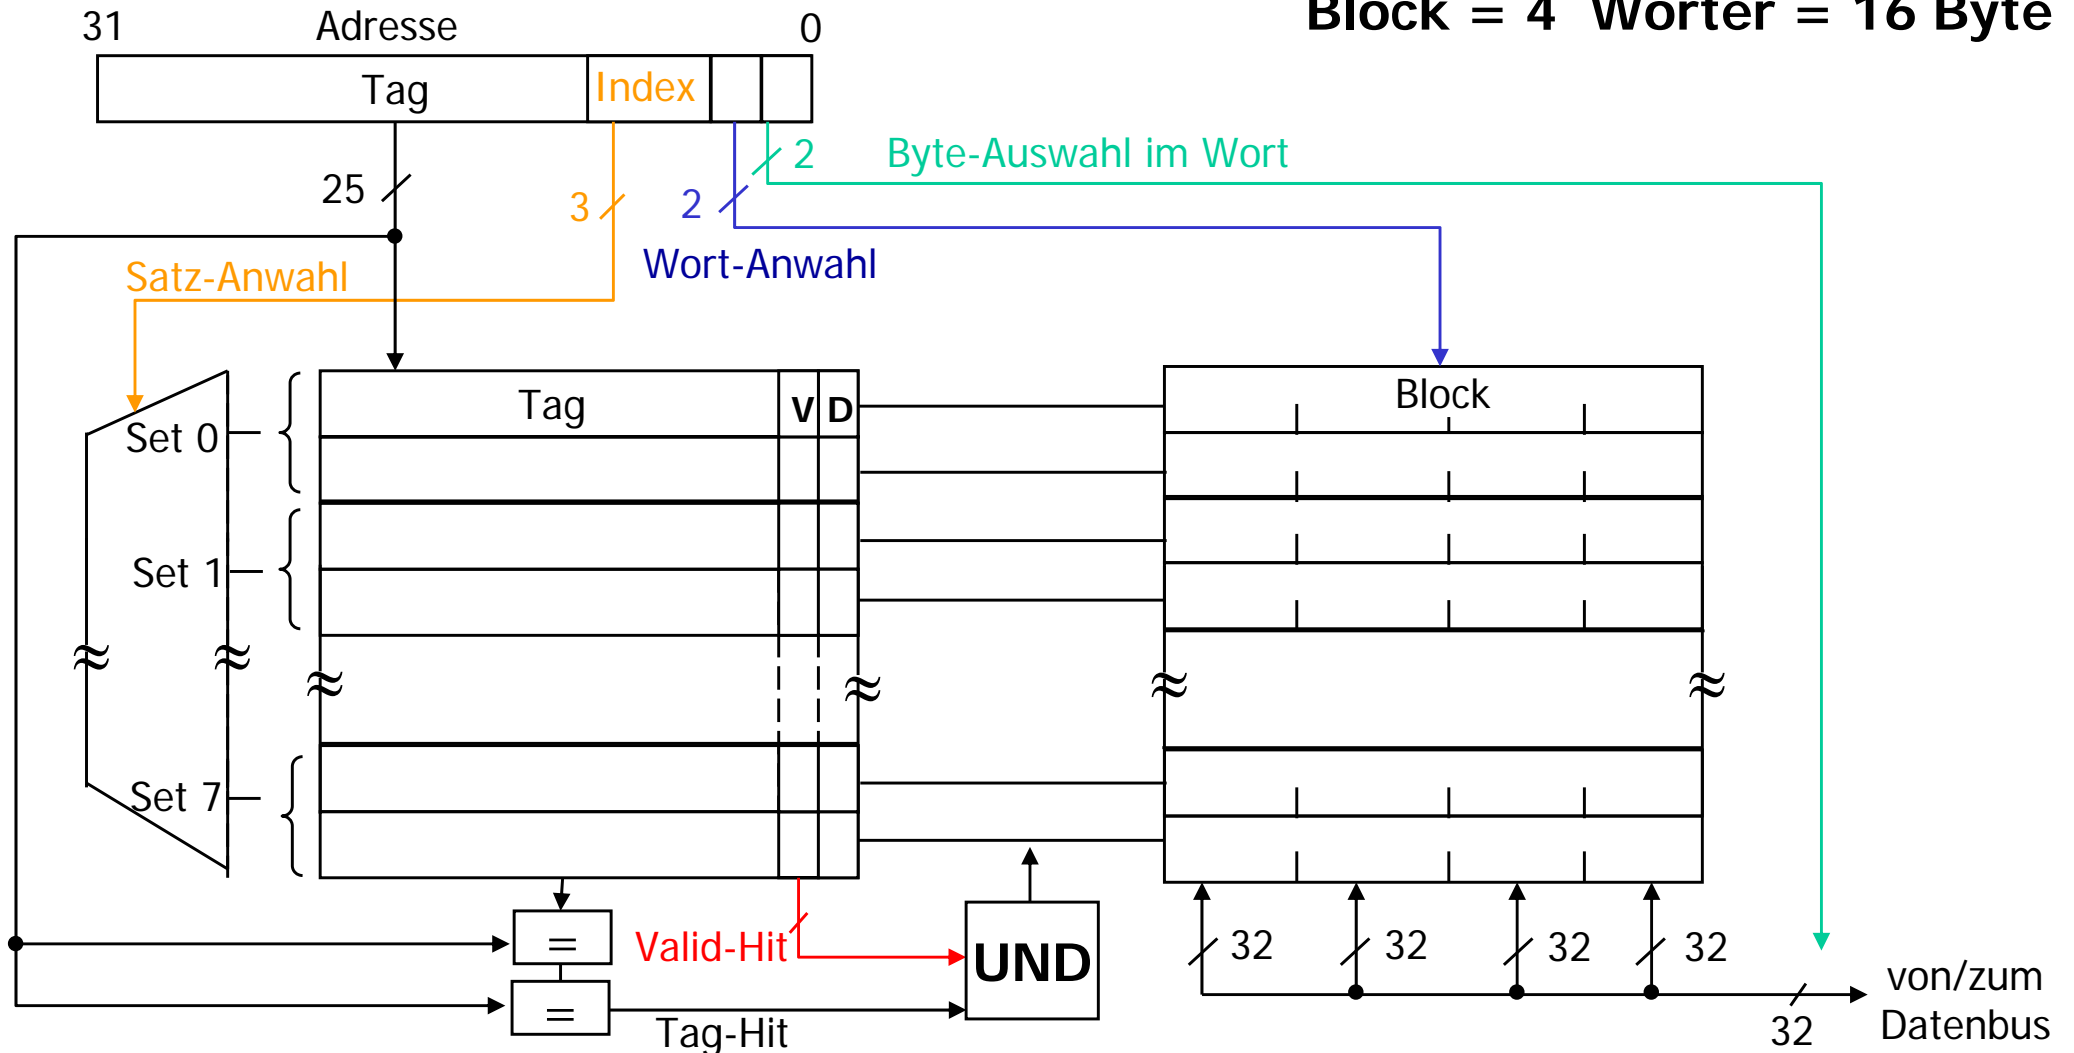 Block = 4 Wörter = 16 Byte
31 Adresse 0
Tag Index
2 Byte-Auswahl im Wort
25
3
2
Wort-Anwahl
Satz-Anwahl
Tag V D
Block
Set 0
Set 1
≈ ≈ ≈ ≈ ≈ ≈
Set 7
=
Valid-Hit
UND
32 32 32 32
=
Tag-Hit
von/zum
Datenbus
32